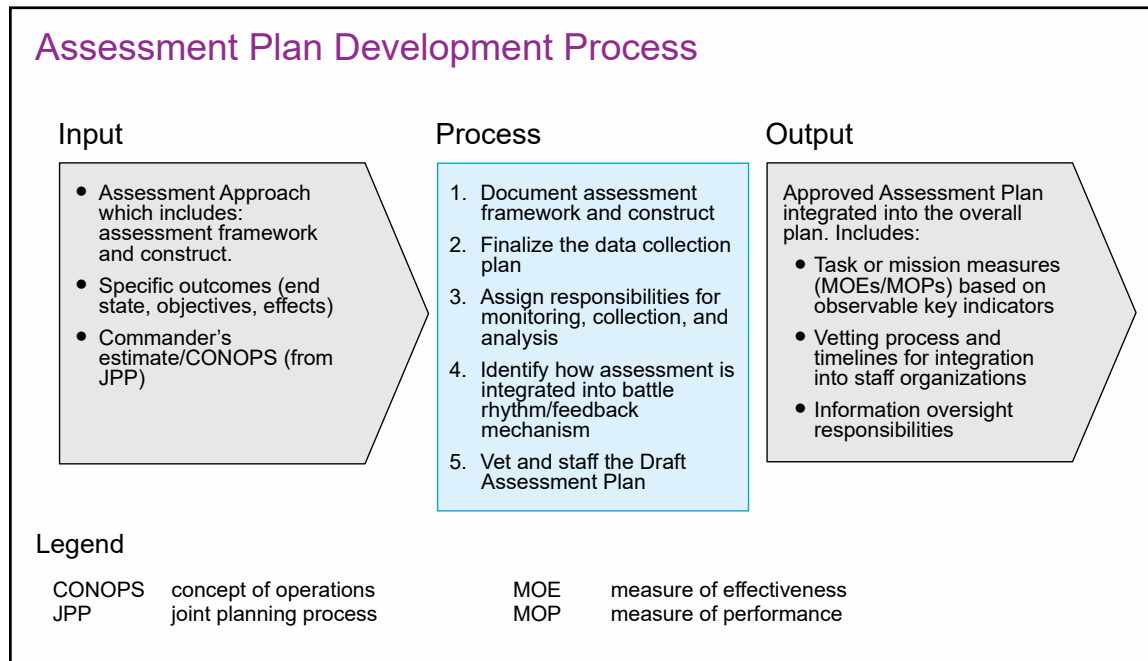 Assessment Plan Development Process
Input
• Assessment Approach
which includes:
assessment framework
and construct.
• Specific outcomes (end
state, objectives, effects)
• Commander's
estimate/CONOPS (from
JPP)
Process
1. Document assessment
framework and construct
2. Finalize the data collection
plan
3. Assign responsibilities for
monitoring, collection, and
analysis
4. Identify how assessment is
integrated into battle
rhythm/feedback
mechanism
5. Vet and staff the Draft
Assessment Plan
Output
Approved Assessment Plan
integrated into the overall
plan. Includes:
• Task or mission measures
(MOEs/MOPs) based on
observable key indicators
• Vetting process and
timelines for integration
into staff organizations
• Information oversight
responsibilities
Legend
CONOPS concept of operations
JPP joint planning process
MOE measure of effectiveness
MOP measure of performance